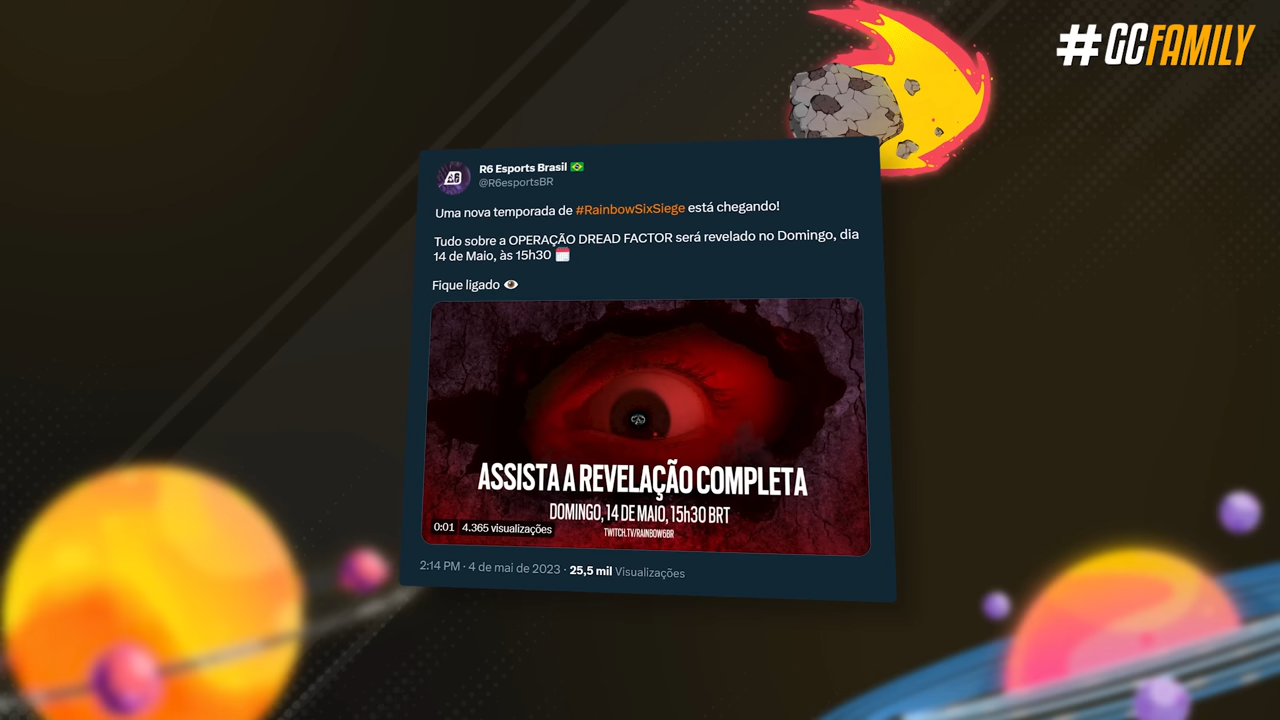 #GCFAMILY
R6 Esports Brasil 🇧🇷
@R6esportsBR
Uma nova temporada de #RainbowSixSiege está chegando!
Tudo sobre a OPERAÇÃO DREAD FACTOR será revelado no Domingo, dia
14 de Maio, às 15h30 🗓️
Fique ligado 👁️
ASSISTA A REVELAÇÃO COMPLETA
DOMINGO, 14 DE MAIO, 15h30 BRT
TWITCH.TV/RAINBOW6BR
0:01 4.365 visualizações
2:14 PM · 4 de mai de 2023 · 25,5 mil Visualizações